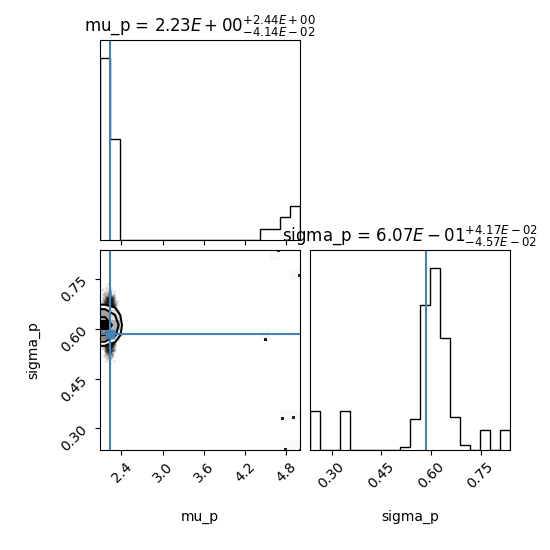 mu_p = 2.23E + 00+2.44E+00−4.14E−02
sigma_p = 6.07E − 01+4.17E−02−4.57E−02
0.75
0.60
0.45
0.30
sigma_p
2.4 3.0 3.6 4.2 4.8
0.30 0.45 0.60 0.75
mu_p
sigma_p